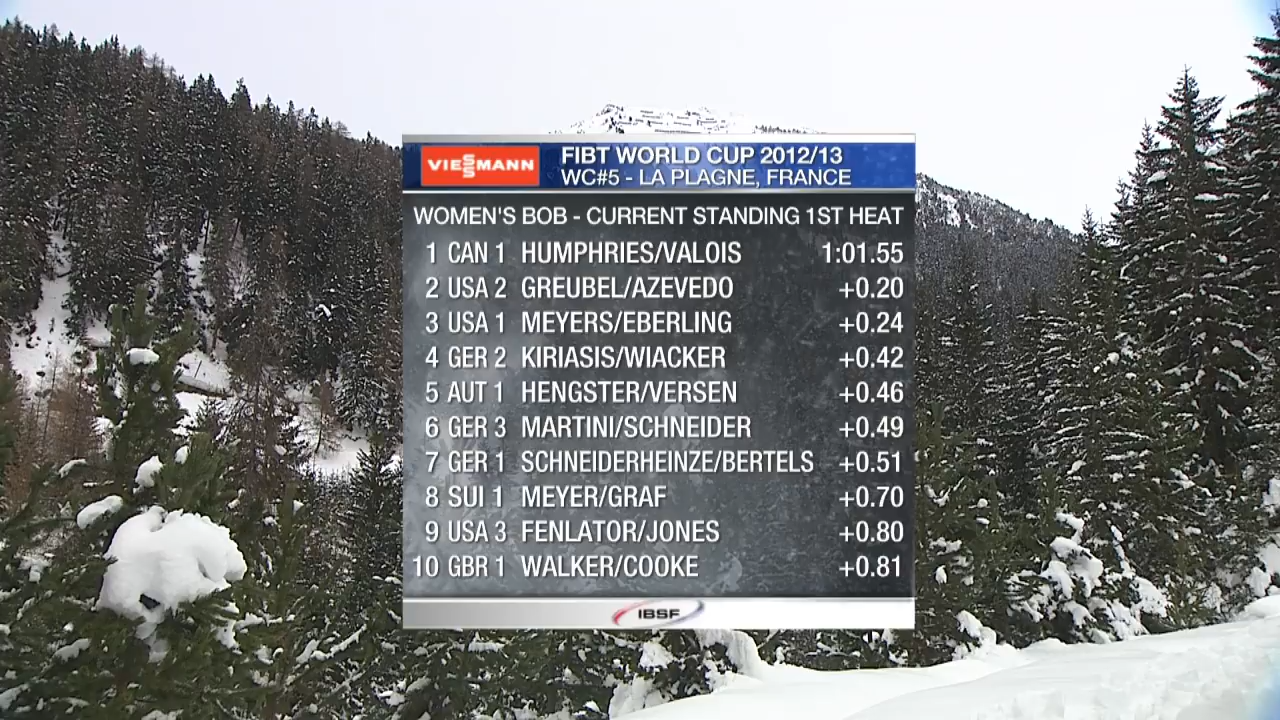 VIESSMANN
FIBT WORLD CUP 2012/13
WC#5 - LA PLAGNE, FRANCE
WOMEN'S BOB - CURRENT STANDING 1ST HEAT
1 CAN 1 HUMPHRIES/VALOIS 1:01.55
2 USA 2 GREUBEL/AZEVEDO +0.20
3 USA 1 MEYERS/EBERLING +0.24
4 GER 2 KIRIASIS/WIACKER +0.42
5 AUT 1 HENGSTER/VERSEN +0.46
6 GER 3 MARTINI/SCHNEIDER +0.49
7 GER 1 SCHNEIDERHEINZE/BERTELS +0.51
8 SUI 1 MEYER/GRAF +0.70
9 USA 3 FENLATOR/JONES +0.80
10 GBR 1 WALKER/COOKE +0.81
IBSF